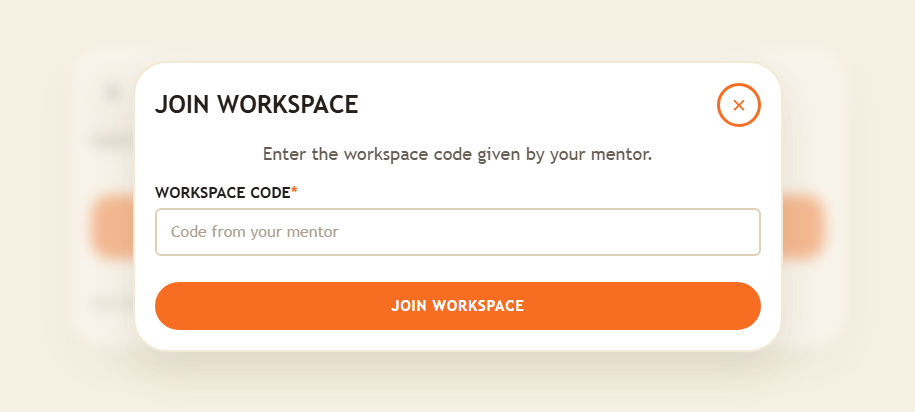 JOIN WORKSPACE
Enter the workspace code given by your mentor.
WORKSPACE CODE*
Code from your mentor
JOIN WORKSPACE